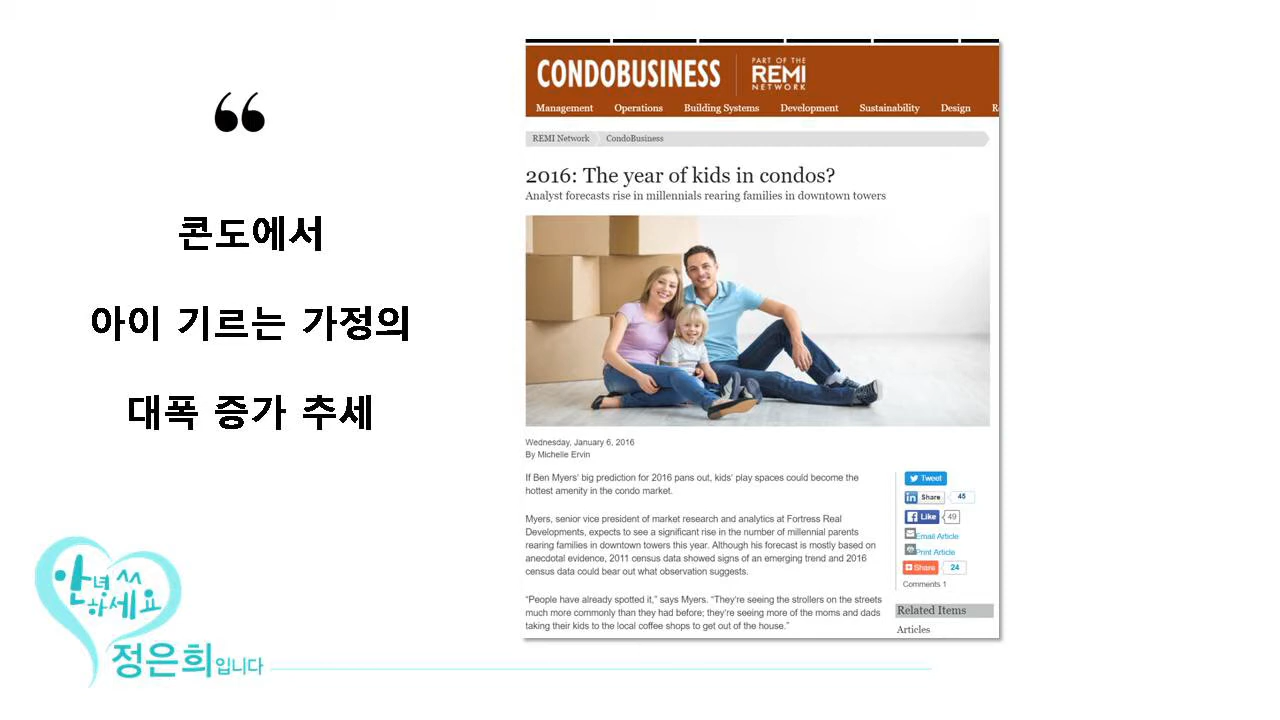 ❝
콘도에서
아이 기르는 가정의
대폭 증가 추세
안녕^^
하세요
정은희입니다
CONDOBUSINESS
PART OF THE
REMI
NETWORK
Management Operations Building Systems Development Sustainability Design R
REMI Network CondoBusiness
2016: The year of kids in condos?
Analyst forecasts rise in millennials rearing families in downtown towers
Wednesday, January 6, 2016
By Michelle Ervin
If Ben Myers' big prediction for 2016 pans out, kids' play spaces could become the
hottest amenity in the condo market.
Myers, senior vice president of market research and analytics at Fortress Real
Developments, expects to see a significant rise in the number of millennial parents
rearing families in downtown towers this year. Although his forecast is mostly based on
anecdotal evidence, 2011 census data showed signs of an emerging trend and 2016
census data could bear out what observation suggests.
"People have already spotted it," says Myers. "They're seeing the strollers on the streets
much more commonly than they had before; they're seeing more of the moms and dads
taking their kids to the local coffee shops to get out of the house."
Tweet
in Share 45
Like 49
Email Article
Print Article
Share 24
Comments 1
Related Items
Articles